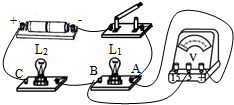 + -
L₂ L₁
C B A
V